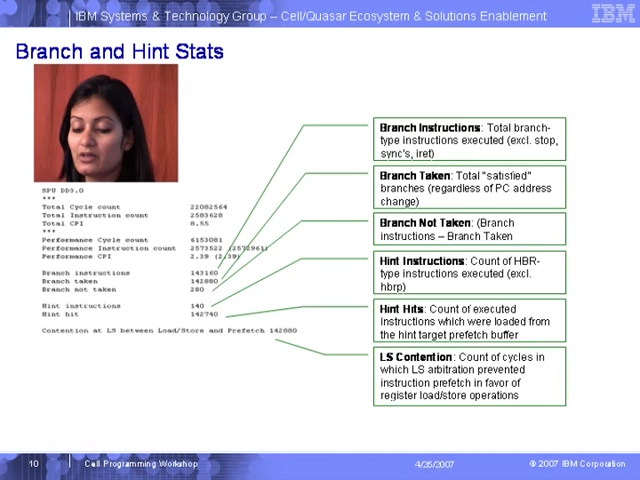 IBM Systems & Technology Group – Cell/Quasar Ecosystem & Solutions Enablement
IBM
Branch and Hint Stats
SPU DD3.0
***
Total Cycle count 22082564
Total Instruction count 2583628
Total CPI 8.55
***
Performance Cycle count 6153081
Performance Instruction count 2573522 (2572961)
Performance CPI 2.39 (2.39)
Branch instructions 143160
Branch taken 142880
Branch not taken 280
Hint instructions 140
Hint hit 142740
Contention at LS between Load/Store and Prefetch 142880
Branch Instructions: Total branch-
type instructions executed (excl. stop,
sync's, iret)
Branch Taken: Total "satisfied"
branches (regardless of PC address
change)
Branch Not Taken: (Branch
instructions – Branch Taken
Hint Instructions: Count of HBR-
type instructions executed (excl.
hbrp)
Hint Hits: Count of executed
instructions which were loaded from
the hint target prefetch buffer
LS Contention: Count of cycles in
which LS arbitration prevented
instruction prefetch in favor of
register load/store operations
10 Cell Programming Workshop 4/26/2007 © 2007 IBM Corporation